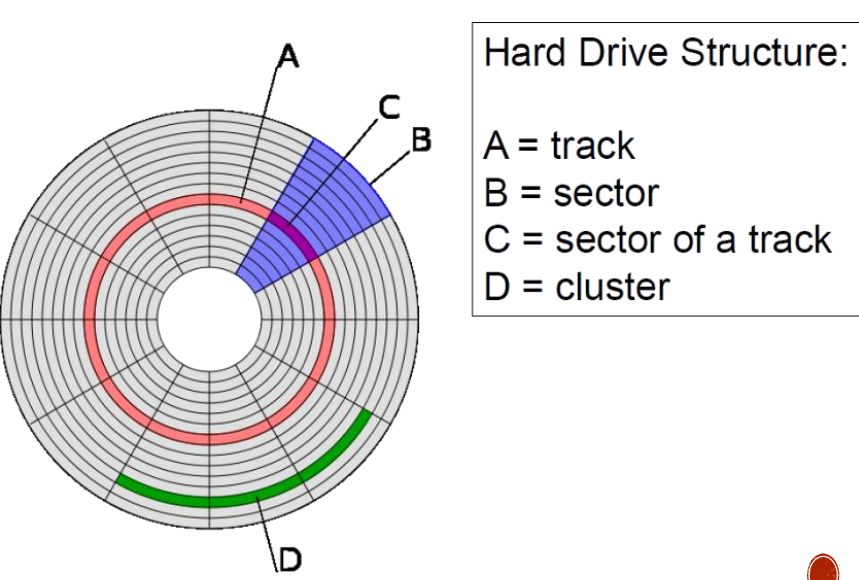 A
C
B
D
Hard Drive Structure:
A = track
B = sector
C = sector of a track
D = cluster